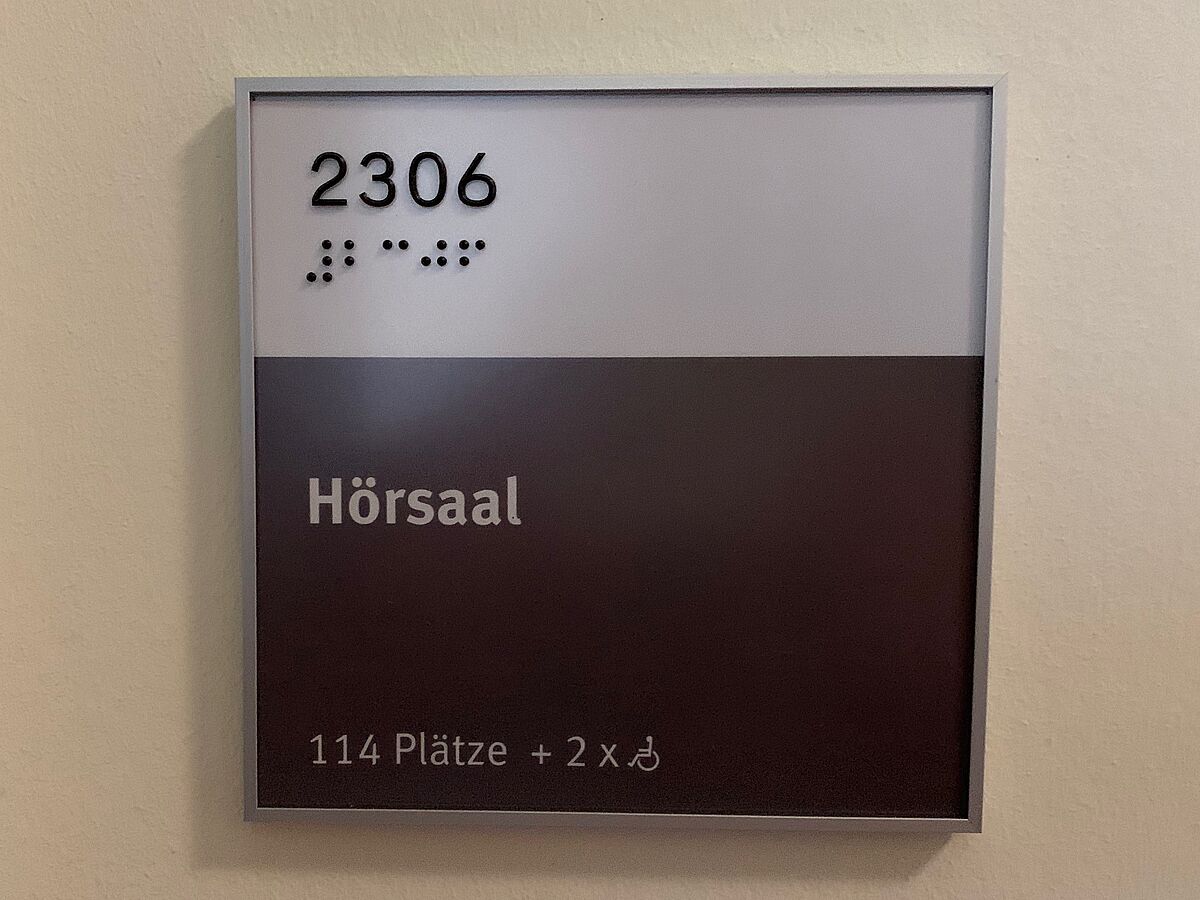 2306
⠼⠃⠉⠚⠋
Hörsaal
114 Plätze + 2 x ♿